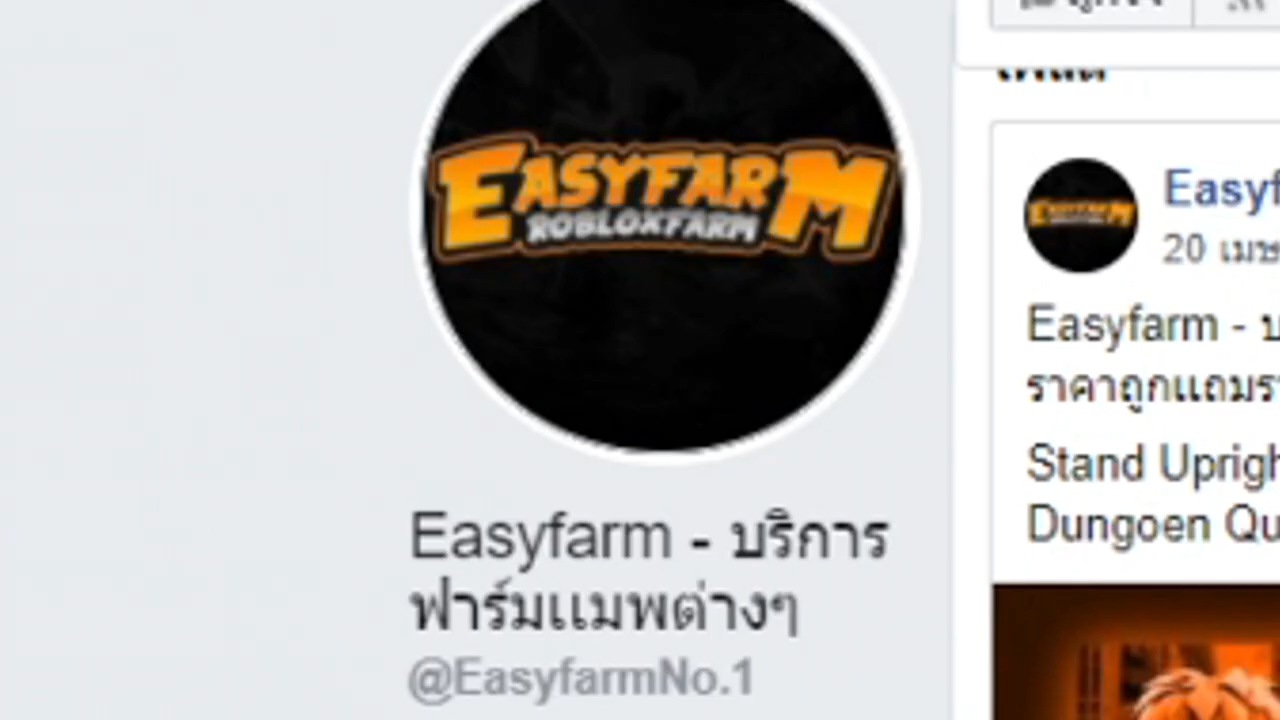 EASYFARM
ROBLOXFARM
Easyfarm - บริการ
ฟาร์มแมพต่างๆ
@EasyfarmNo.1
EASYFARM
Easyf
20 เมษ
Easyfarm - บ
ราคาถูกแถมร
Stand Uprigh
Dungoen Qu